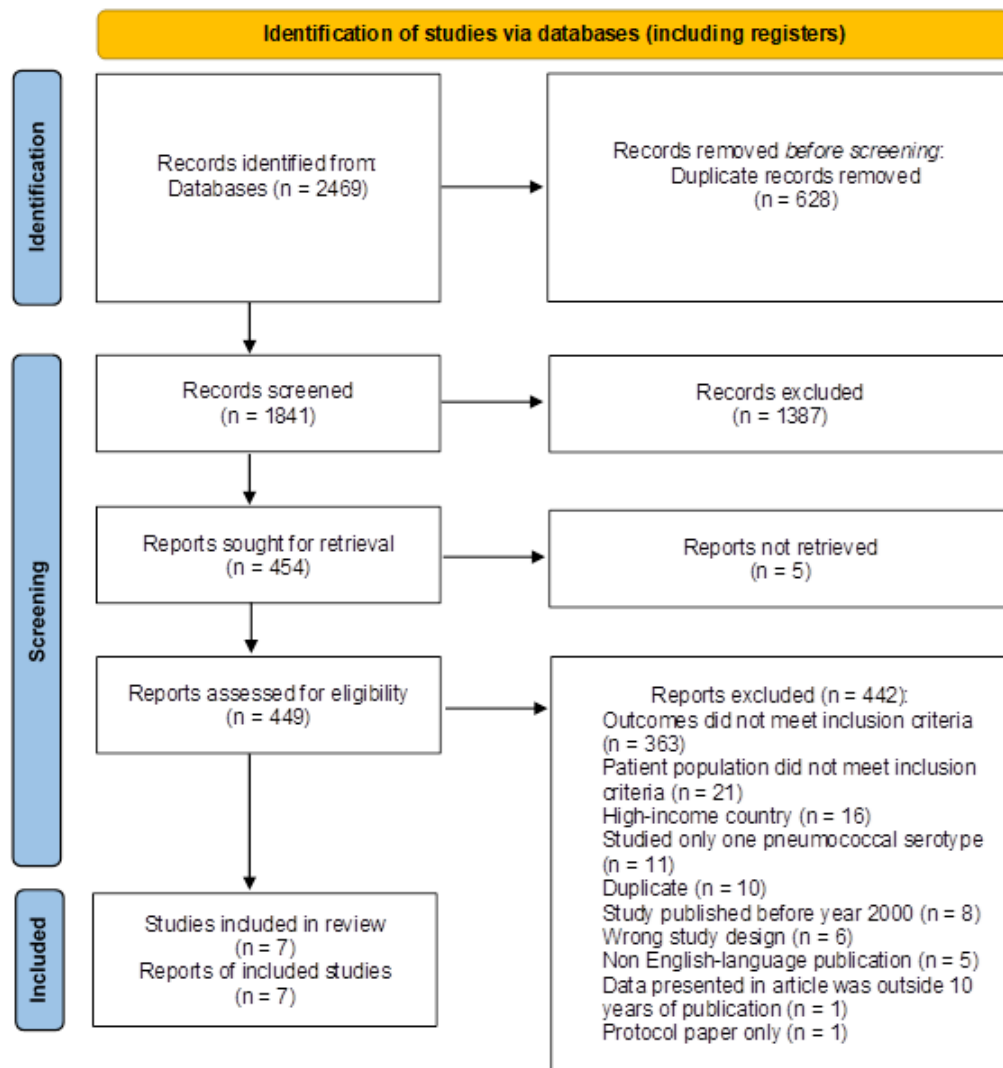 Identification of studies via databases (including registers)
Identification
Records identified from:
Databases (n = 2469)
Records removed before screening:
Duplicate records removed
(n = 628)
Screening
Records screened
(n = 1841)
Records excluded
(n = 1387)
Reports sought for retrieval
(n = 454)
Reports not retrieved
(n = 5)
Reports assessed for eligibility
(n = 449)
Reports excluded (n = 442):
Outcomes did not meet inclusion criteria
(n = 363)
Patient population did not meet inclusion
criteria (n = 21)
High-income country (n = 16)
Studied only one pneumococcal serotype
(n = 11)
Duplicate (n = 10)
Study published before year 2000 (n = 8)
Wrong study design (n = 6)
Non English-language publication (n = 5)
Data presented in article was outside 10
years of publication (n = 1)
Protocol paper only (n = 1)
Included
Studies included in review
(n = 7)
Reports of included studies
(n = 7)